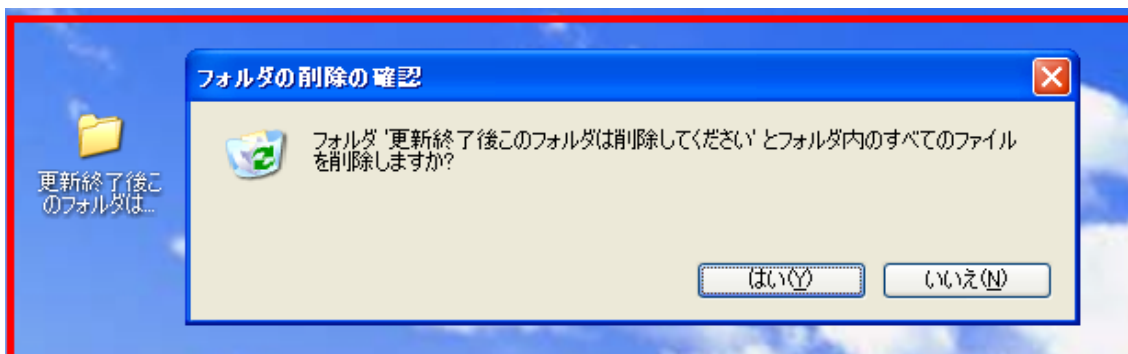 フォルダの削除の確認
フォルダ '更新終了後このフォルダは削除してください' とフォルダ内のすべてのファイル
を削除しますか?
更新終了後こ
のフォルダは...
はい(Y)
いいえ(N)